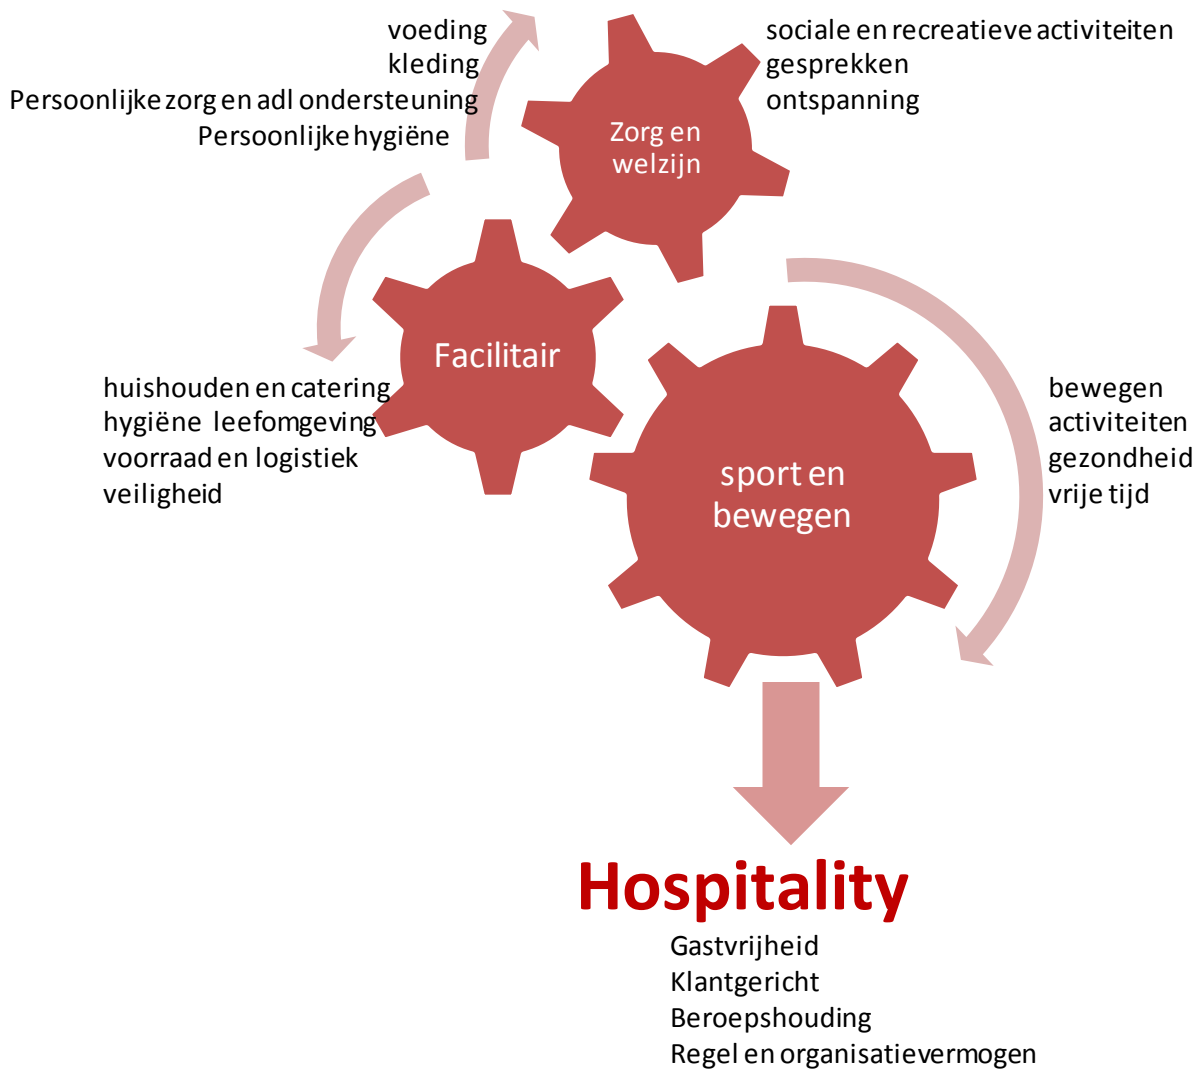 voeding
kleding
Persoonlijke zorg en adl ondersteuning
Persoonlijke hygiëne
sociale en recreatieve activiteiten
gesprekken
ontspanning
Zorg en
welzijn
Facilitair
huishouden en catering
hygiëne leefomgeving
voorraad en logistiek
veiligheid
sport en
bewegen
bewegen
activiteiten
gezondheid
vrije tijd
Hospitality
Gastvrijheid
Klantgericht
Beroepshouding
Regel en organisatievermogen